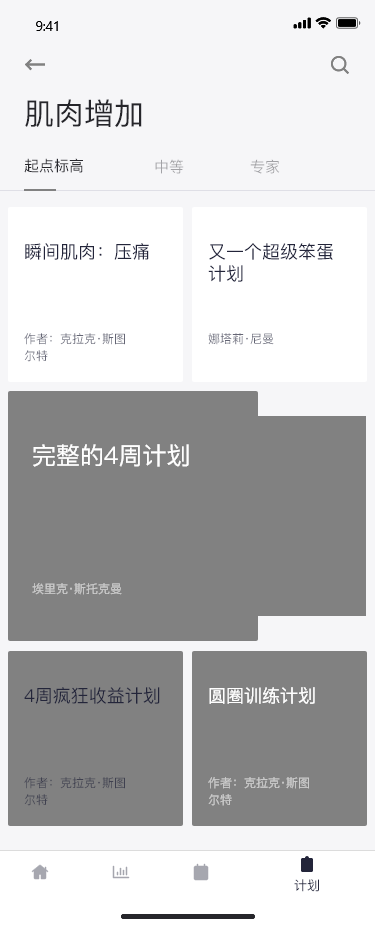 9:41
肌肉增加
起点标高 中等 专家
瞬间肌肉：压痛
作者：克拉克·斯图
尔特
又一个超级笨蛋
计划
娜塔莉·尼曼
完整的4周计划
埃里克·斯托克曼
4周疯狂收益计划
作者：克拉克·斯图
尔特
圆圈训练计划
作者：克拉克·斯图
尔特
计划